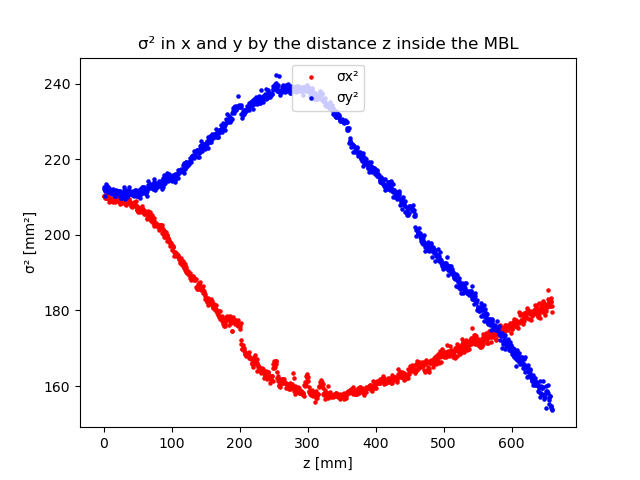 σ² in x and y by the distance z inside the MBL
σx²
σy²
σ² [mm²]
240
220
200
180
160
0 100 200 300 400 500 600
z [mm]